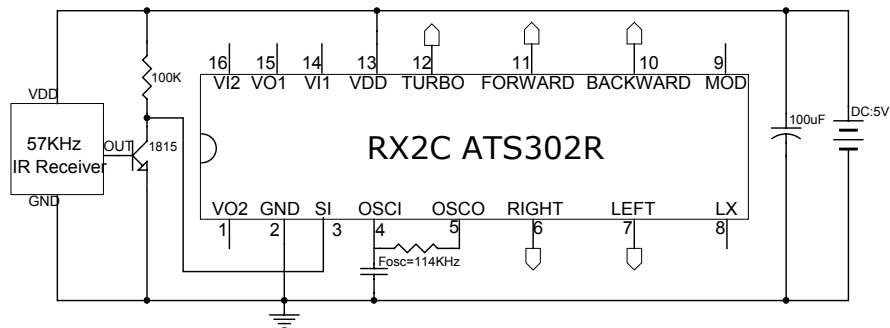 16 15 14 13 12 11 10 9
VI2 VO1 VI1 VDD TURBO FORWARD BACKWARD MOD
100K
VDD
57KHz
IR Receiver
OUT
1815
GND
RX2C ATS302R
100uF
DC:5V
VO2 GND SI OSCI OSCO RIGHT LEFT LX
1 2 3 4 5 6 7 8
Fosc=114KHz